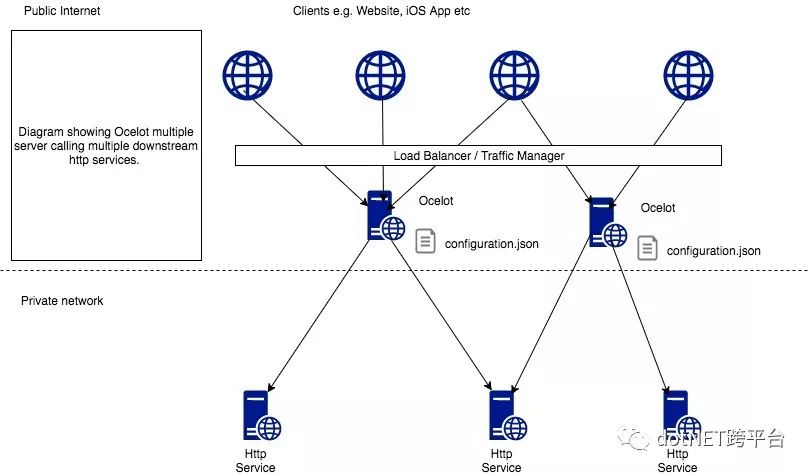 Public Internet
Clients e.g. Website, iOS App etc
Diagram showing Ocelot multiple
server calling multiple downstream
http services.
Load Balancer / Traffic Manager
Ocelot
configuration.json
Ocelot
configuration.json
Private network
Http
Service
Http
Service
Http
Service
dotNET跨平台